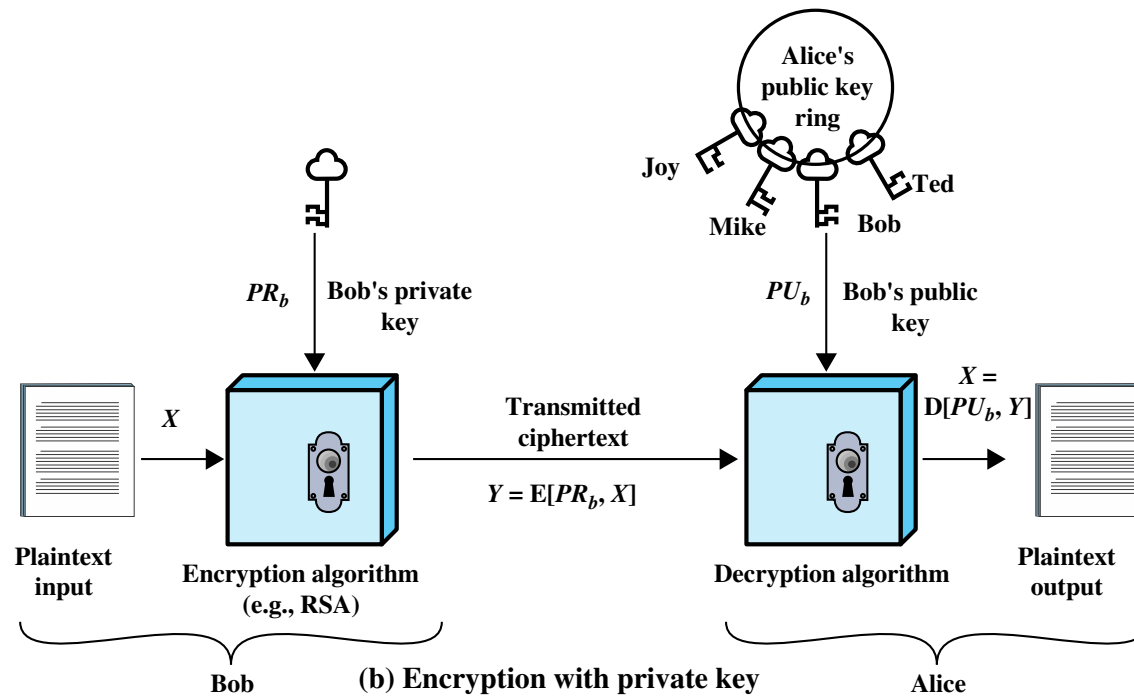 Alice's
public key
ring
Joy
Ted
Mike
Bob
PR_b
Bob's private
key
PU_b
Bob's public
key
X
Transmitted
ciphertext
Y = E[PR_b, X]
X =
D[PU_b, Y]
Plaintext
input
Encryption algorithm
(e.g., RSA)
Decryption algorithm
Plaintext
output
Bob
(b) Encryption with private key
Alice